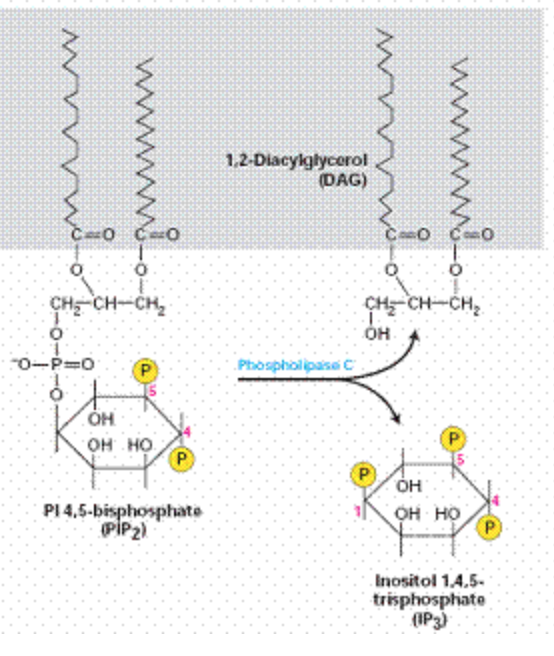 1,2-Diacylglycerol
(DAG)
C=O C=O
C=O C=O
O O
O O
CH2—CH—CH2
CH2—CH—CH2
O
OH
⁻O—P=O
O
P
5
OH
OH HO
4
P
Phospholipase C
PI 4,5-bisphosphate
(PIP2)
P
P
5
OH
OH HO
1
4
P
Inositol 1,4,5-
trisphosphate
(IP3)